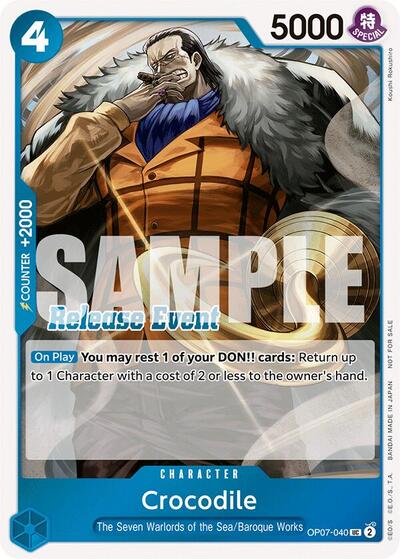 4
5000
特
SPECIAL
Koushi Rokushiro
COUNTER +2000
SAMPLE
Release Event
On Play You may rest 1 of your DON!! cards: Return up
to 1 Character with a cost of 2 or less to the owner's hand.
BANDAI MADE IN JAPAN NOT FOR SALE
©E.O/S ©E.O./S., T.A.
CHARACTER
Crocodile
The Seven Warlords of the Sea/Baroque Works
OP07-040 UC 2